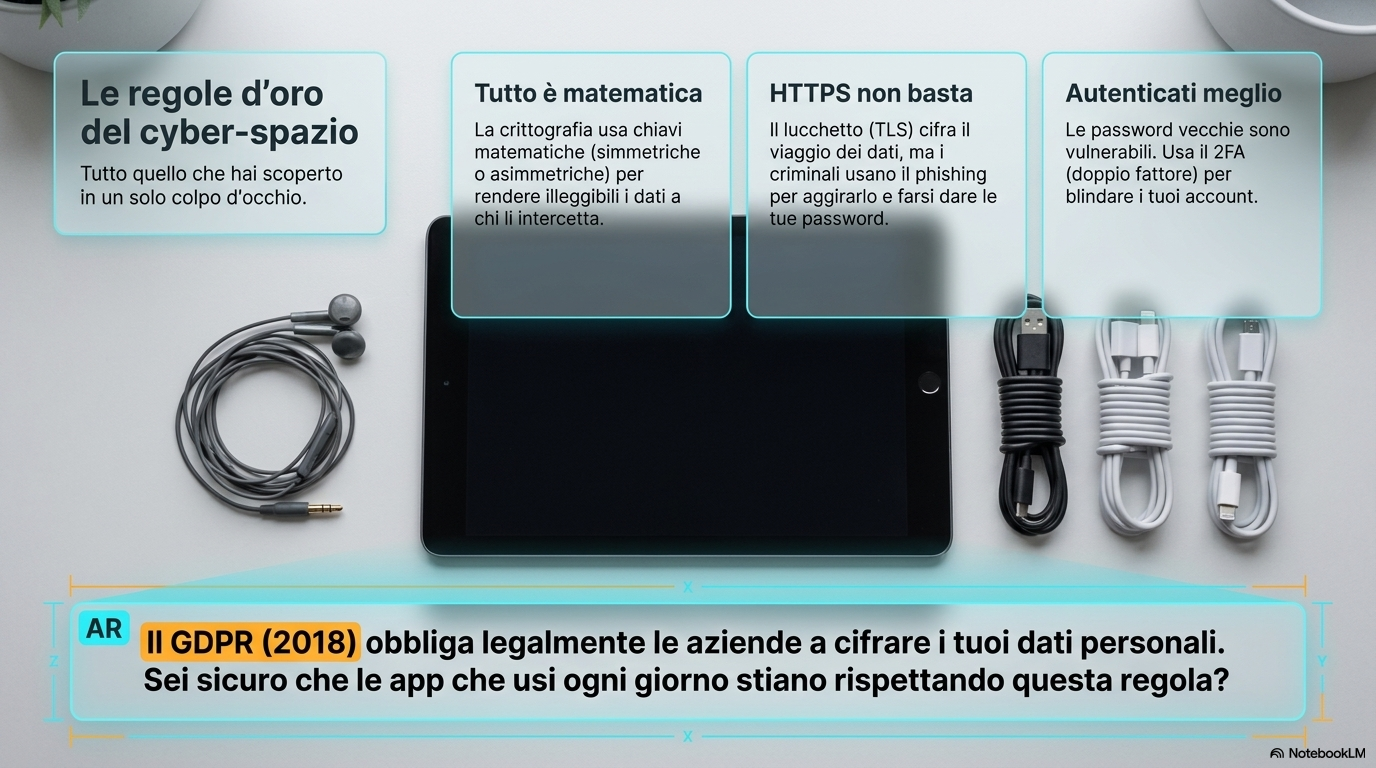 Le regole d'oro
del cyber-spazio
Tutto quello che hai scoperto
in un solo colpo d'occhio.
Tutto è matematica
La crittografia usa chiavi
matematiche (simmetriche
o asimmetriche) per
rendere illeggibili i dati a
chi li intercetta.
HTTPS non basta
Il lucchetto (TLS) cifra il
viaggio dei dati, ma i
criminali usano il phishing
per aggirarlo e farsi dare le
tue password.
Autenticati meglio
Le password vecchie sono
vulnerabili. Usa il 2FA
(doppio fattore) per
blindare i tuoi account.
X
AR
Il GDPR (2018) obbliga legalmente le aziende a cifrare i tuoi dati personali.
Sei sicuro che le app che usi ogni giorno stiano rispettando questa regola?
Z
Y
X
NotebookLM